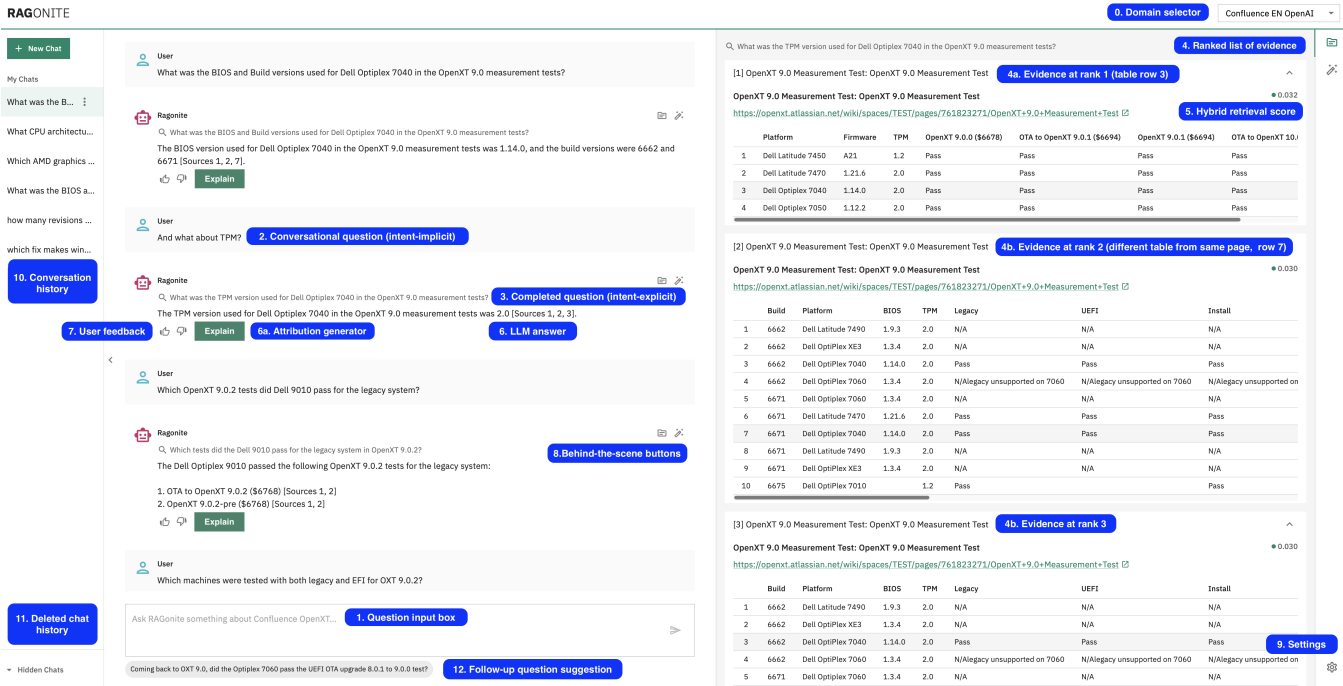 RAGONITE
0. Domain selector
Confluence EN OpenAI
+ New Chat
My Chats
What was the B...
What CPU architectu...
Which AMD graphics ...
What was the BIOS a...
how many revisions ...
which fix makes win...
10. Conversation
history
11. Deleted chat
history
Hidden Chats
User
What was the BIOS and Build versions used for Dell Optiplex 7040 in the OpenXT 9.0 measurement tests?
Ragonite
What was the BIOS and Build versions used for Dell Optiplex 7040 in the OpenXT 9.0 measurement tests?
The BIOS version used for Dell Optiplex 7040 in the OpenXT 9.0 measurement tests was 1.14.0, and the build versions were 6662 and
6671 [Sources 1, 2, 7].
Explain
User
And what about TPM?
2. Conversational question (intent-implicit)
Ragonite
What was the TPM version used for Dell Optiplex 7040 in the OpenXT 9.0 measurement tests?
3. Completed question (intent-explicit)
The TPM version used for Dell Optiplex 7040 in the OpenXT 9.0 measurement tests was 2.0 [Sources 1, 2, 3].
7. User feedback
Explain
6a. Attribution generator
6. LLM answer
User
Which OpenXT 9.0.2 tests did Dell 9010 pass for the legacy system?
Ragonite
Which tests did the Dell 9010 pass for the legacy system in OpenXT 9.0.2?
8.Behind-the-scene buttons
The Dell Optiplex 9010 passed the following OpenXT 9.0.2 tests for the legacy system:
1. OTA to OpenXT 9.0.2 ($6768) [Sources 1, 2]
2. OpenXT 9.0.2-pre ($6768) [Sources 1, 2]
Explain
User
Which machines were tested with both legacy and EFI for OXT 9.0.2?
Ask RAGonite something about Confluence OpenXT...
1. Question input box
Coming back to OXT 9.0, did the Optiplex 7060 pass the UEFI OTA upgrade 8.0.1 to 9.0.0 test?
12. Follow-up question suggestion
What was the TPM version used for Dell Optiplex 7040 in the OpenXT 9.0 measurement tests?
4. Ranked list of evidence
[1] OpenXT 9.0 Measurement Test: OpenXT 9.0 Measurement Test
4a. Evidence at rank 1 (table row 3)
OpenXT 9.0 Measurement Test: OpenXT 9.0 Measurement Test
0.032
https://openxt.atlassian.net/wiki/spaces/TEST/pages/761823271/OpenXT+9.0+Measurement+Test
5. Hybrid retrieval score
Platform Firmware TPM OpenXT 9.0.0 ($6678) OTA to OpenXT 9.0.1 ($6694) OpenXT 9.0.1 ($6694) OTA to OpenXT 10.
1 Dell Latitude 7450 A21 1.2 Pass Pass Pass Pass
2 Dell Latitude 7470 1.21.6 2.0 Pass Pass Pass Pass
3 Dell Optiplex 7040 1.14.0 2.0 Pass Pass Pass Pass
4 Dell Optiplex 7050 1.12.2 2.0 Pass Pass Pass Pass
[2] OpenXT 9.0 Measurement Test: OpenXT 9.0 Measurement Test
4b. Evidence at rank 2 (different table from same page, row 7)
OpenXT 9.0 Measurement Test: OpenXT 9.0 Measurement Test
0.030
https://openxt.atlassian.net/wiki/spaces/TEST/pages/761823271/OpenXT+9.0+Measurement+Test
Build Platform BIOS TPM Legacy UEFI Install
1 6662 Dell Latitude 7490 1.9.3 2.0 N/A N/A N/A
2 6662 Dell OptiPlex XE3 1.3.4 2.0 N/A N/A N/A
3 6662 Dell OptiPlex 7040 1.14.0 2.0 Pass Pass Pass
4 6662 Dell OptiPlex 7060 1.3.4 2.0 N/Alegacy unsupported on 7060 N/Alegacy unsupported on 7060 N/Alegacy unsupported on
5 6671 Dell Optiplex 7060 1.3.4 2.0 N/A N/A N/A
6 6671 Dell Latitude 7470 1.21.6 2.0 Pass Pass Pass
7 6671 Dell Optiplex 7040 1.14.0 2.0 Pass Pass Pass
8 6671 Dell Latitude 7490 1.9.3 2.0 N/A N/A N/A
9 6671 Dell OptiPlex XE3 1.3.4 2.0 N/A N/A N/A
10 6675 Dell OptiPlex 7010 1.2 Pass Pass
[3] OpenXT 9.0 Measurement Test: OpenXT 9.0 Measurement Test
4b. Evidence at rank 3
OpenXT 9.0 Measurement Test: OpenXT 9.0 Measurement Test
0.030
https://openxt.atlassian.net/wiki/spaces/TEST/pages/761823271/OpenXT+9.0+Measurement+Test
Build Platform BIOS TPM Legacy UEFI Install
1 6662 Dell Latitude 7490 1.9.3 2.0 N/A N/A N/A
2 6662 Dell OptiPlex XE3 1.3.4 2.0 N/A N/A N/A
3 6662 Dell OptiPlex 7040 1.14.0 2.0 Pass Pass Pass
9. Settings
4 6662 Dell OptiPlex 7060 1.3.4 2.0 N/Alegacy unsupported on 7060 N/Alegacy unsupported on 7060 N/Alegacy unsupported on
5 6671 Dell Optiplex 7060 1.3.4 2.0 N/A N/A N/A